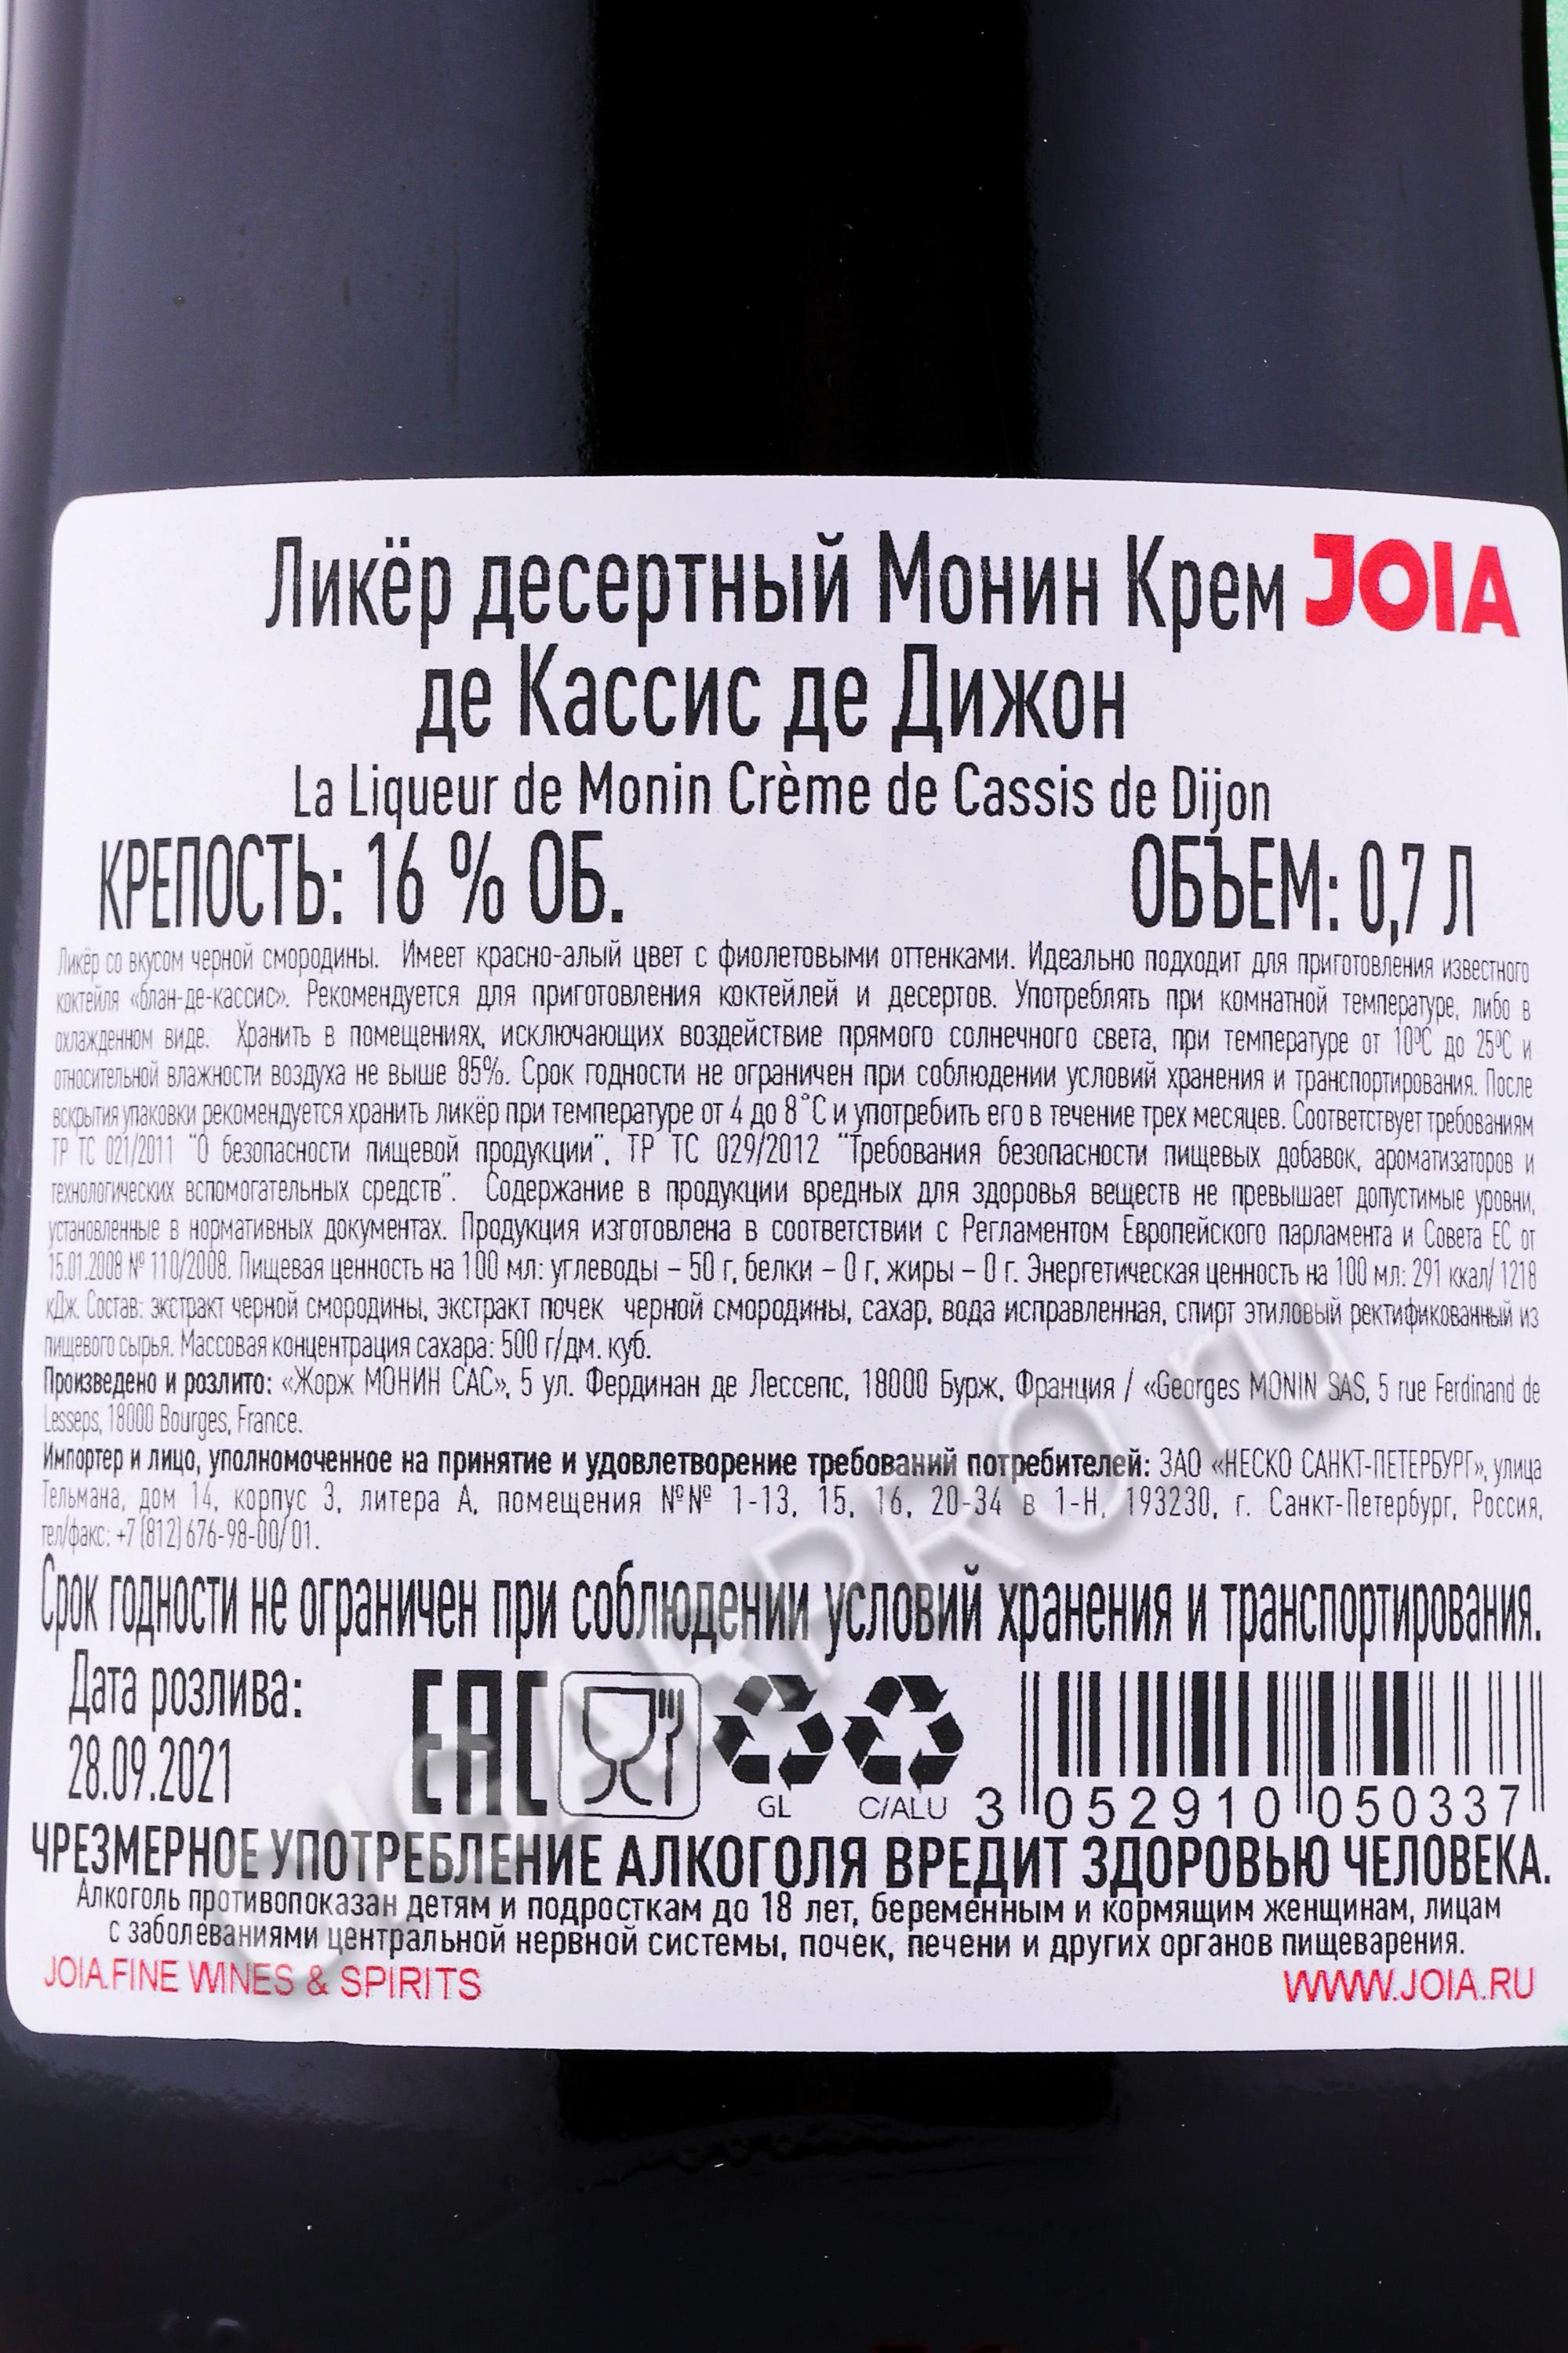 Ликёр десертный Монин Крем JOIA
де Кассис де Дижон
La Liqueur de Monin Crème de Cassis de Dijon
КРЕПОСТЬ: 16 % ОБ. ОБЪЕМ: 0,7 Л
Ликёр со вкусом черной смородины. Имеет красно-алый цвет с фиолетовыми оттенками. Идеально подходит для приготовления известного
коктейля «блан-де-кассис». Рекомендуется для приготовления коктейлей и десертов. Употреблять при комнатной температуре, либо в
охлажденном виде. Хранить в помещениях, исключающих воздействие прямого солнечного света, при температуре от 10ºC до 25ºC и
относительной влажности воздуха не выше 85%. Срок годности не ограничен при соблюдении условий хранения и транспортирования. После
вскрытия упаковки рекомендуется хранить ликёр при температуре от 4 до 8˚C и употребить его в течение трех месяцев. Соответствует требованиям
ТР ТС 021/2011 "О безопасности пищевой продукции", ТР ТС 029/2012 "Требования безопасности пищевых добавок, ароматизаторов и
технологических вспомогательных средств". Содержание в продукции вредных для здоровья веществ не превышает допустимые уровни,
установленные в нормативных документах. Продукция изготовлена в соответствии с Регламентом Европейского парламента и Совета ЕС от
15.01.2008 № 110/2008. Пищевая ценность на 100 мл: углеводы – 50 г, белки – 0 г, жиры – 0 г. Энергетическая ценность на 100 мл: 291 ккал/ 1218
кДж. Состав: экстракт черной смородины, экстракт почек черной смородины, сахар, вода исправленная, спирт этиловый ректификованный из
пищевого сырья. Массовая концентрация сахара: 500 г/дм. куб.
Произведено и розлито: «Жорж МОНИН САС», 5 ул. Фердинан де Лессепс, 18000 Бурж, Франция / «Georges MONIN SAS, 5 rue Ferdinand de
Lesseps, 18000 Bourges, France.
Импортер и лицо, уполномоченное на принятие и удовлетворение требований потребителей: ЗАО «НЕСКО САНКТ-ПЕТЕРБУРГ», улица
Тельмана, дом 14, корпус 3, литера А, помещения №№ 1-13, 15, 16, 20-34 в 1-Н, 193230, г. Санкт-Петербург, Россия,
тел/факс: +7 (812) 676-98-00/ 01.
Срок годности не ограничен при соблюдении условий хранения и транспортирования.
Дата розлива:
28.09.2021
EAC
GL C/ALU 3 052910 050337
ЧРЕЗМЕРНОЕ УПОТРЕБЛЕНИЕ АЛКОГОЛЯ ВРЕДИТ ЗДОРОВЬЮ ЧЕЛОВЕКА.
Алкоголь противопоказан детям и подросткам до 18 лет, беременным и кормящим женщинам, лицам
с заболеваниями центральной нервной системы, почек, печени и других органов пищеварения.
JOIA.FINE WINES & SPIRITS WWW.JOIA.RU
CIGARPRO.ru